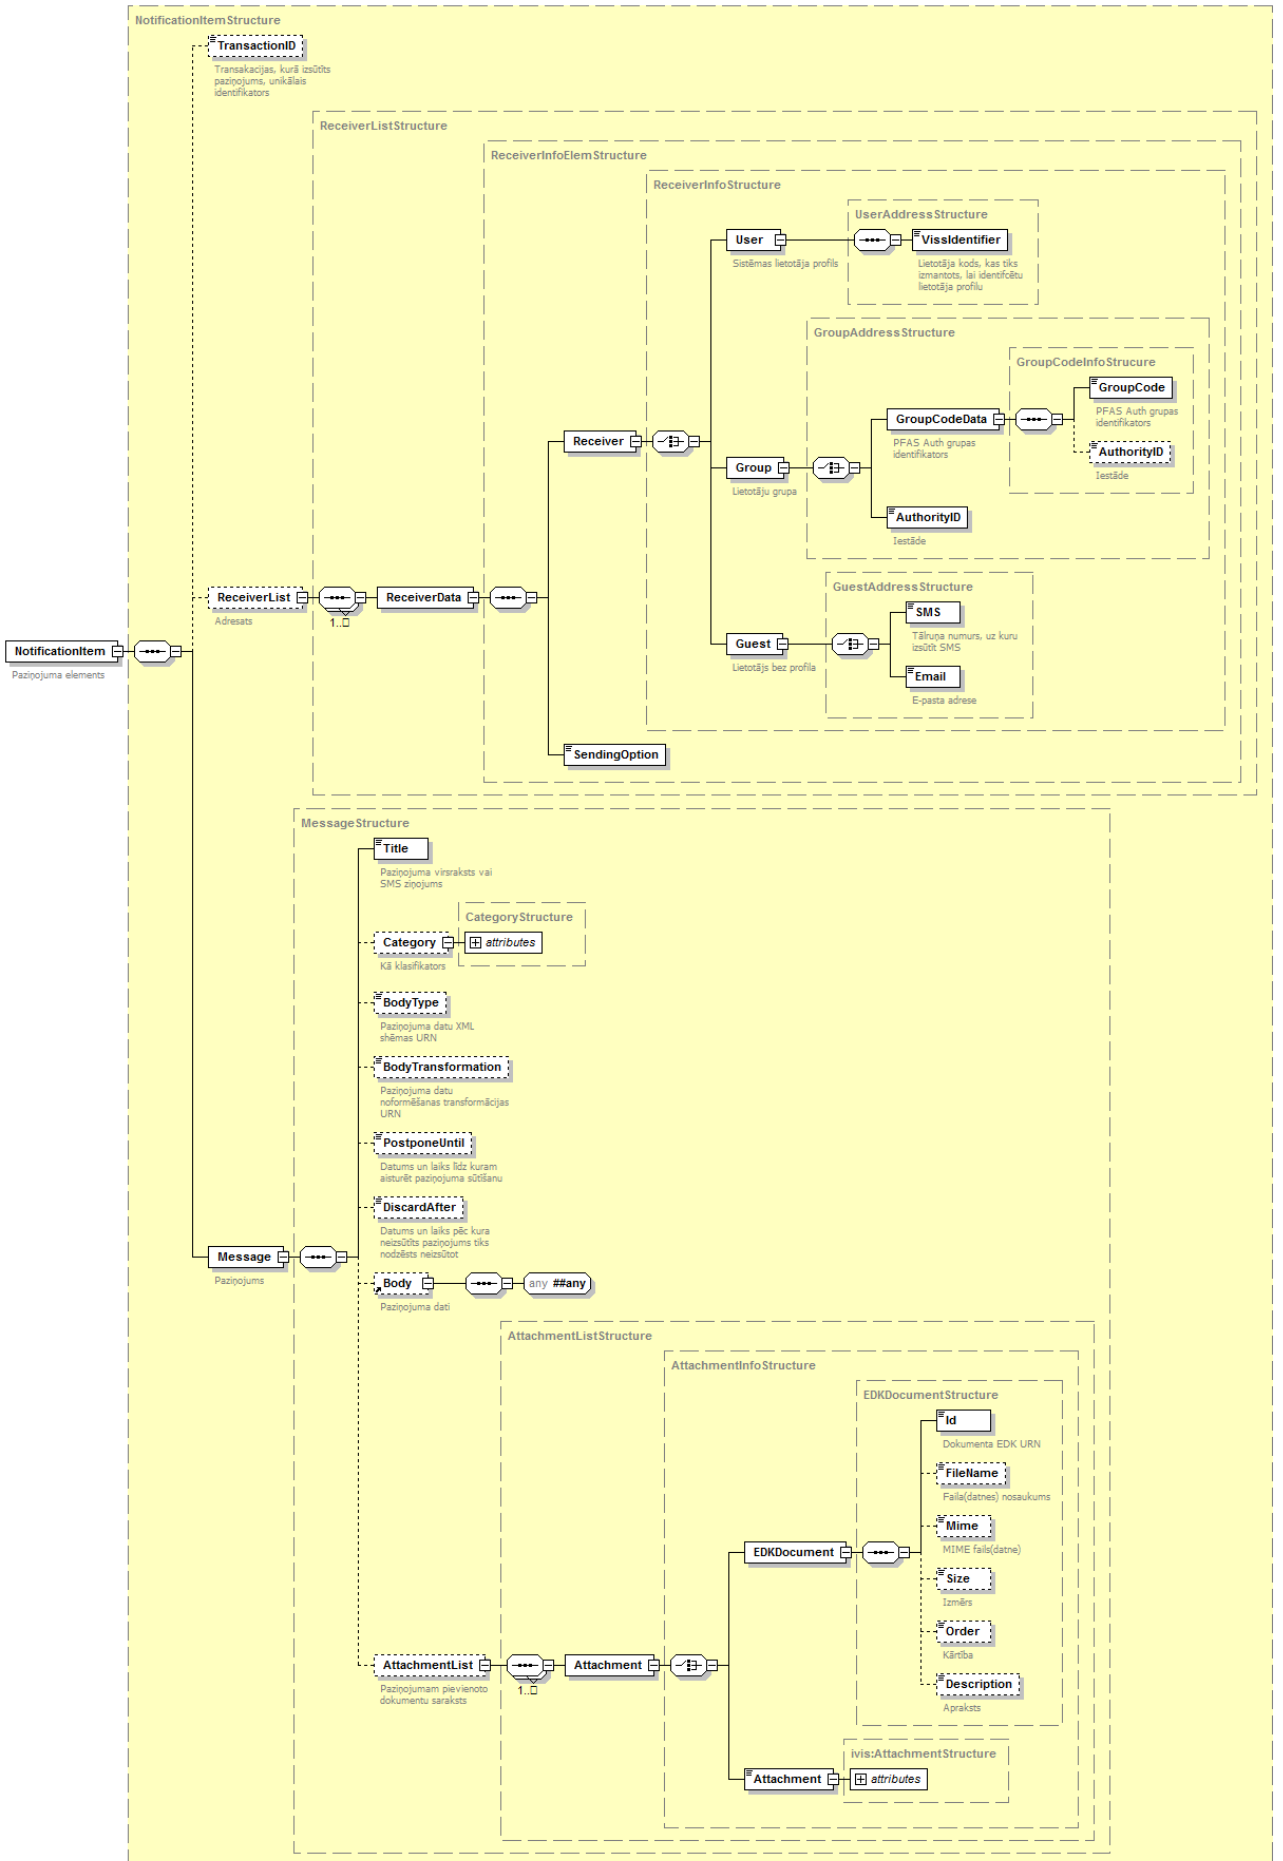 NotificationItemStructure
TransactionID
Transakacijas, kurā izsūtīts
paziņojums, unikālais
identifikators
ReceiverListStructure
ReceiverInfoElemStructure
ReceiverInfoStructure
UserAddressStructure
User
VissIdentifier
Sistēmas lietotāja profils
Lietotāja kods, kas tiks
izmantots, lai identifcētu
lietotāja profilu
GroupAddressStructure
GroupCodeInfoStrucure
GroupCode
PFAS Auth grupas
identifikators
GroupCodeData
PFAS Auth grupas
identifikators
AuthorityID
Iestāde
Receiver
Group
Lietotāju grupa
AuthorityID
Iestāde
GuestAddressStructure
ReceiverList
Adresats
1..□
ReceiverData
SMS
Tālruņa numurs, uz kuru
izsūtīt SMS
Guest
Lietotājs bez profila
Email
E-pasta adrese
NotificationItem
Paziņojuma elements
SendingOption
MessageStructure
Title
Paziņojuma virsraksts vai
SMS ziņojums
CategoryStructure
Category
attributes
Kā klasifikators
BodyType
Paziņojuma datu XML
shēmas URN
BodyTransformation
Paziņojuma datu
noformēšanas transformācijas
URN
PostponeUntil
Datums un laiks līdz kuram
aisturēt paziņojuma sūtīšanu
DiscardAfter
Datums un laiks pēc kura
neizsūtīts paziņojums tiks
nodzēsts neizsūtot
Message
Paziņojums
Body
any ##any
Paziņojuma dati
AttachmentListStructure
AttachmentInfoStructure
EDKDocumentStructure
Id
Dokumenta EDK URN
FileName
Faila(datnes) nosaukums
Mime
MIME fails(datne)
EDKDocument
Size
Izmērs
Order
Kārtība
Description
Apraksts
AttachmentList
Paziņojumam pievienoto
dokumentu saraksts
1..□
Attachment
ivis:AttachmentStructure
Attachment
attributes